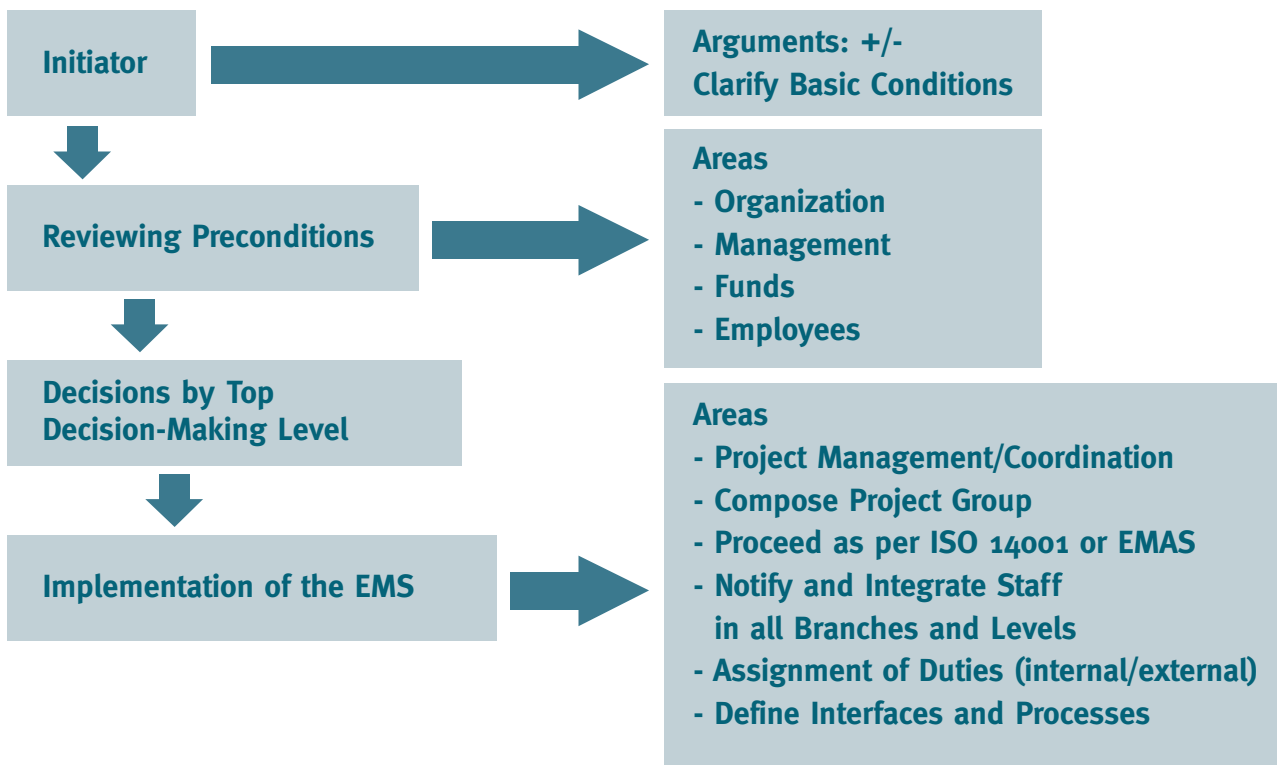 Initiator
Arguments: +/-
Clarify Basic Conditions
Reviewing Preconditions
Areas
- Organization
- Management
- Funds
- Employees
Decisions by Top
Decision-Making Level
Implementation of the EMS
Areas
- Project Management/Coordination
- Compose Project Group
- Proceed as per ISO 14001 or EMAS
- Notify and Integrate Staff
in all Branches and Levels
- Assignment of Duties (internal/external)
- Define Interfaces and Processes